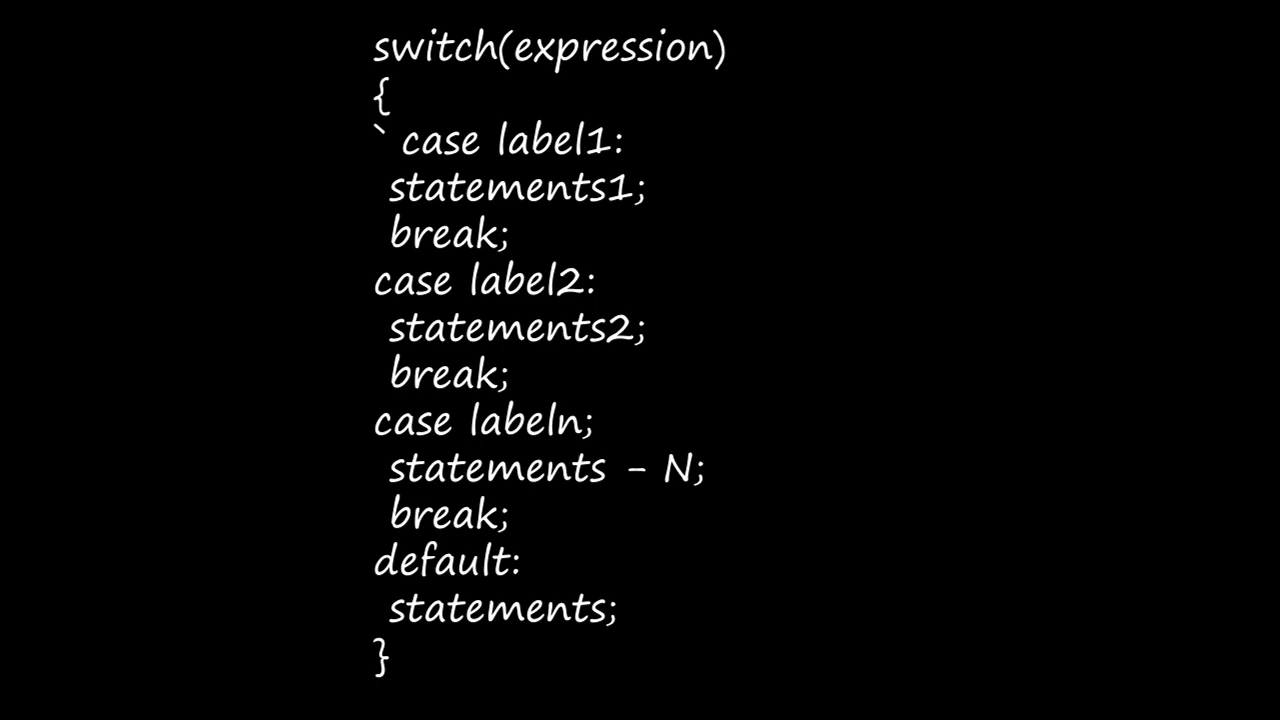 switch(expression)
{
` case label1:
statements1;
break;
case label2:
statements2;
break;
case labeln;
statements - N;
break;
default:
statements;
}